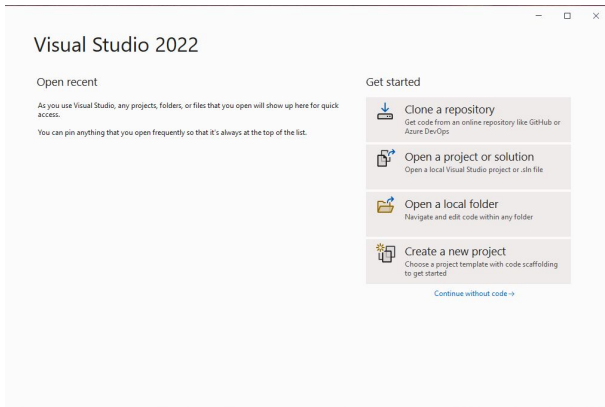 Visual Studio 2022
Open recent
As you use Visual Studio, any projects, folders, or files that you open will show up here for quick
access.
You can pin anything that you open frequently so that it's always at the top of the list.
Get started
Clone a repository
Get code from an online repository like GitHub or
Azure DevOps
Open a project or solution
Open a local Visual Studio project or .sln file
Open a local folder
Navigate and edit code within any folder
Create a new project
Choose a project template with code scaffolding
to get started
Continue without code →